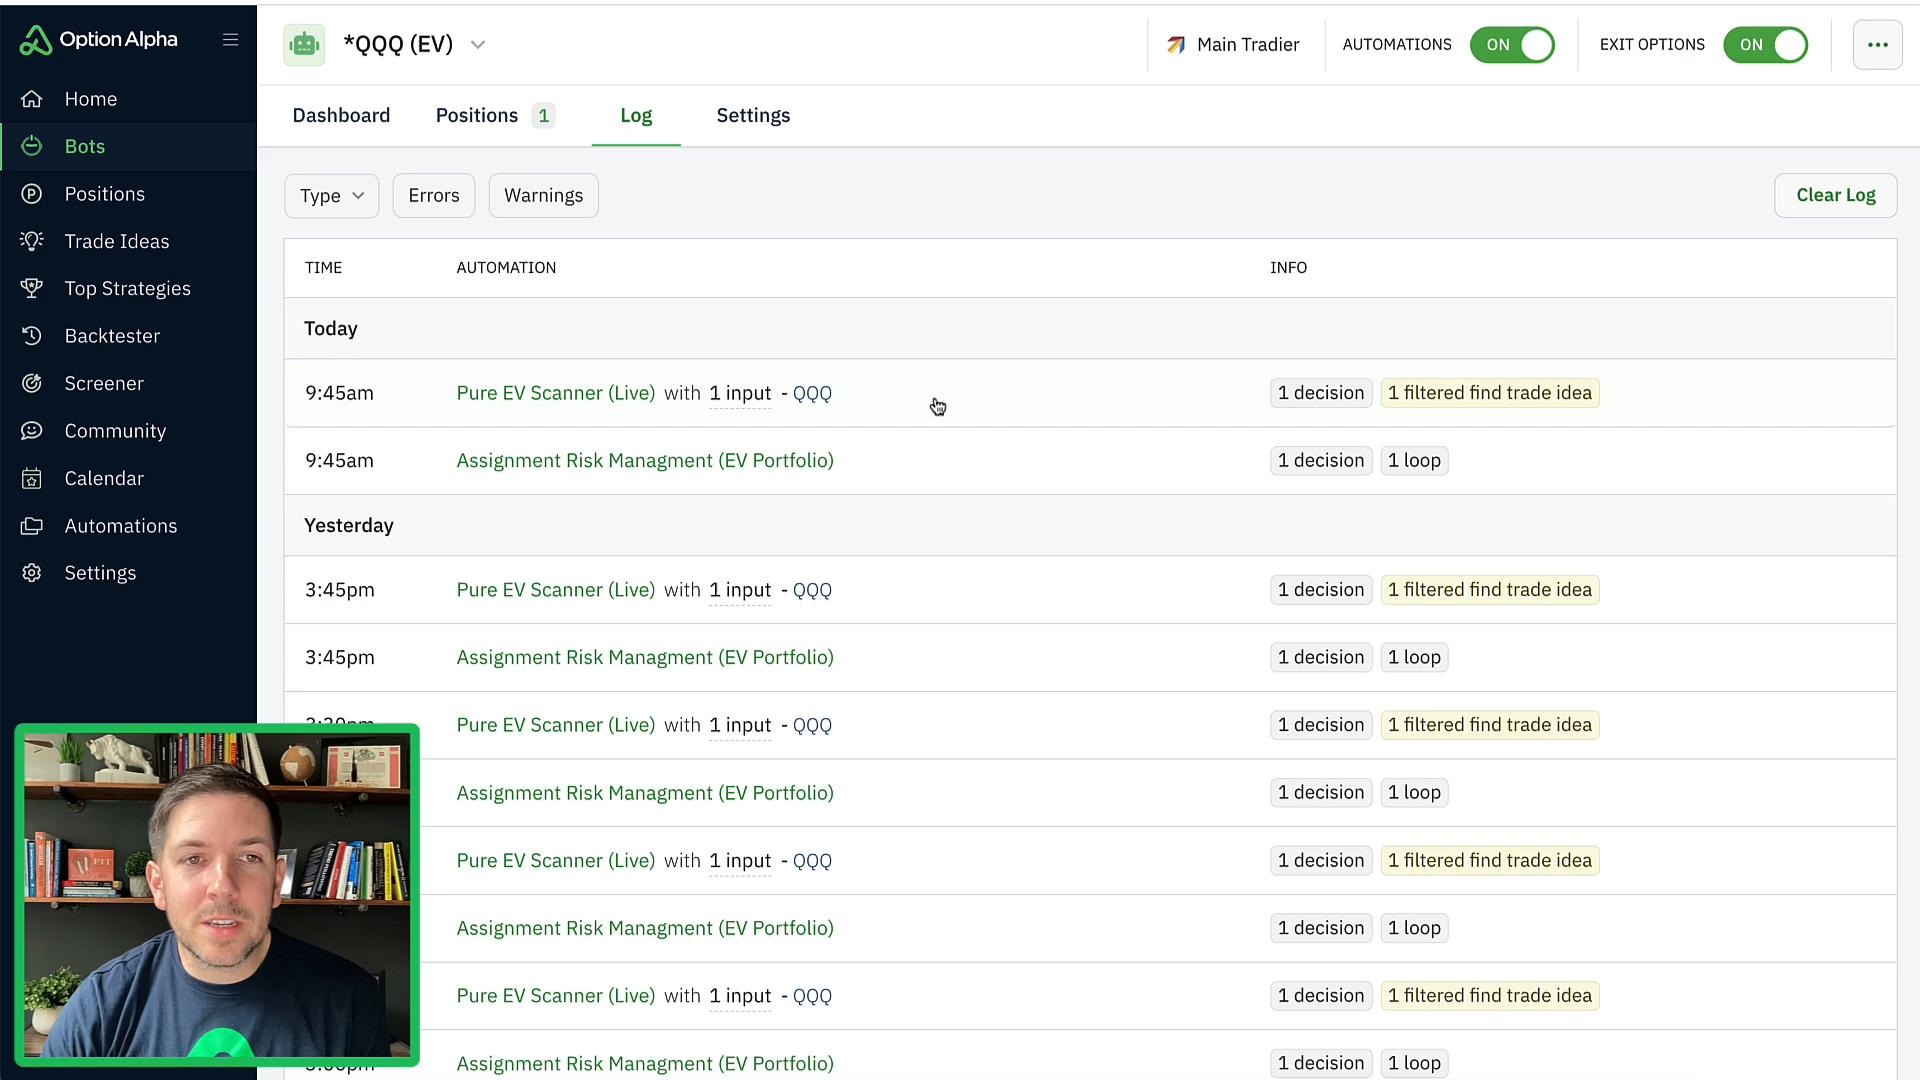 Option Alpha
*QQQ (EV)
Main Tradier
AUTOMATIONS
ON
EXIT OPTIONS
ON
Home
Bots
Positions
Trade Ideas
Top Strategies
Backtester
Screener
Community
Calendar
Automations
Settings
Dashboard
Positions 1
Log
Settings
Type
Errors
Warnings
Clear Log
TIME AUTOMATION INFO
Today
9:45am Pure EV Scanner (Live) with 1 input - QQQ 1 decision 1 filtered find trade idea
9:45am Assignment Risk Managment (EV Portfolio) 1 decision 1 loop
Yesterday
3:45pm Pure EV Scanner (Live) with 1 input - QQQ 1 decision 1 filtered find trade idea
3:45pm Assignment Risk Managment (EV Portfolio) 1 decision 1 loop
Pure EV Scanner (Live) with 1 input - QQQ 1 decision 1 filtered find trade idea
Assignment Risk Managment (EV Portfolio) 1 decision 1 loop
Pure EV Scanner (Live) with 1 input - QQQ 1 decision 1 filtered find trade idea
Assignment Risk Managment (EV Portfolio) 1 decision 1 loop
Pure EV Scanner (Live) with 1 input - QQQ 1 decision 1 filtered find trade idea
Assignment Risk Managment (EV Portfolio) 1 decision 1 loop